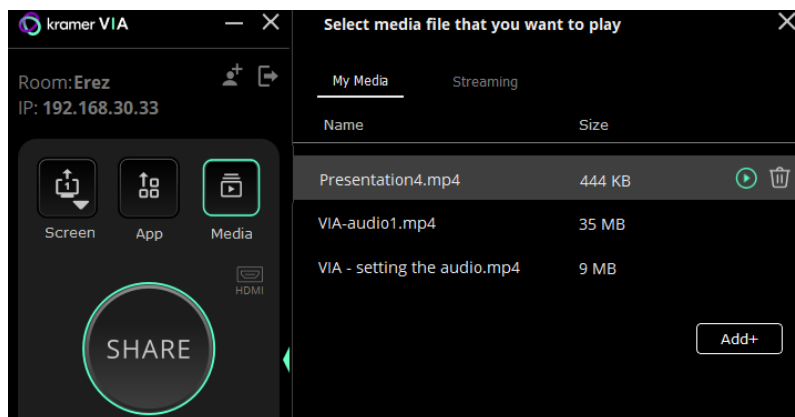 kramer VIA
Room:Erez
IP: 192.168.30.33
1
Screen
App
Media
HDMI
SHARE
Select media file that you want to play
My Media Streaming
Name Size
Presentation4.mp4 444 KB
VIA-audio1.mp4 35 MB
VIA - setting the audio.mp4 9 MB
Add+